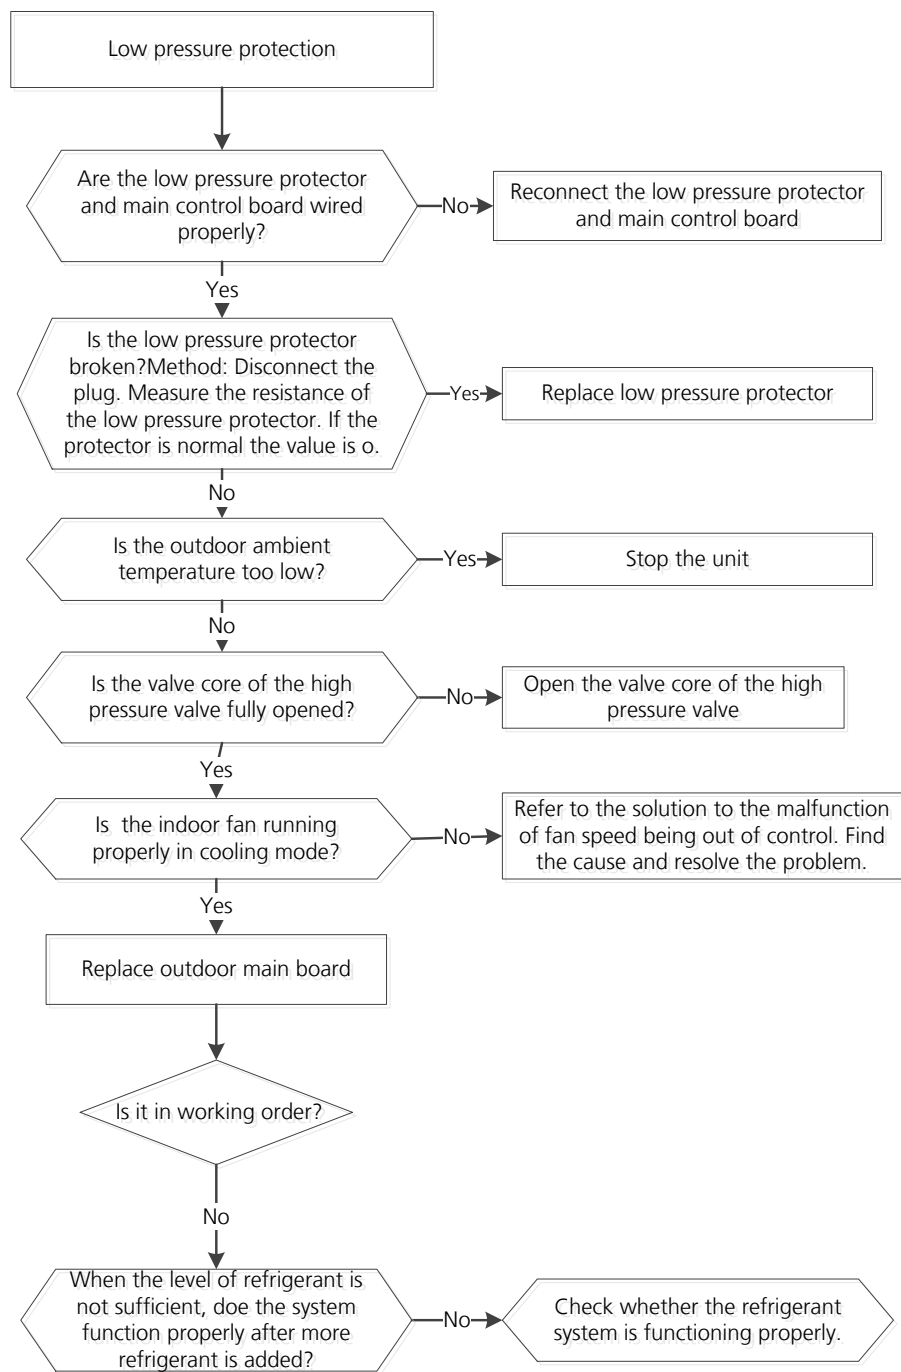 Low pressure protection
Are the low pressure protector
and main control board wired
properly?
No
Reconnect the low pressure protector
and main control board
Yes
Is the low pressure protector
broken?Method: Disconnect the
plug. Measure the resistance of
the low pressure protector. If the
protector is normal the value is o.
Yes
Replace low pressure protector
No
Is the outdoor ambient
temperature too low?
Yes
Stop the unit
No
Is the valve core of the high
pressure valve fully opened?
No
Open the valve core of the high
pressure valve
Yes
Is the indoor fan running
properly in cooling mode?
No
Refer to the solution to the malfunction
of fan speed being out of control. Find
the cause and resolve the problem.
Yes
Replace outdoor main board
Is it in working order?
No
When the level of refrigerant is
not sufficient, doe the system
function properly after more
refrigerant is added?
No
Check whether the refrigerant
system is functioning properly.